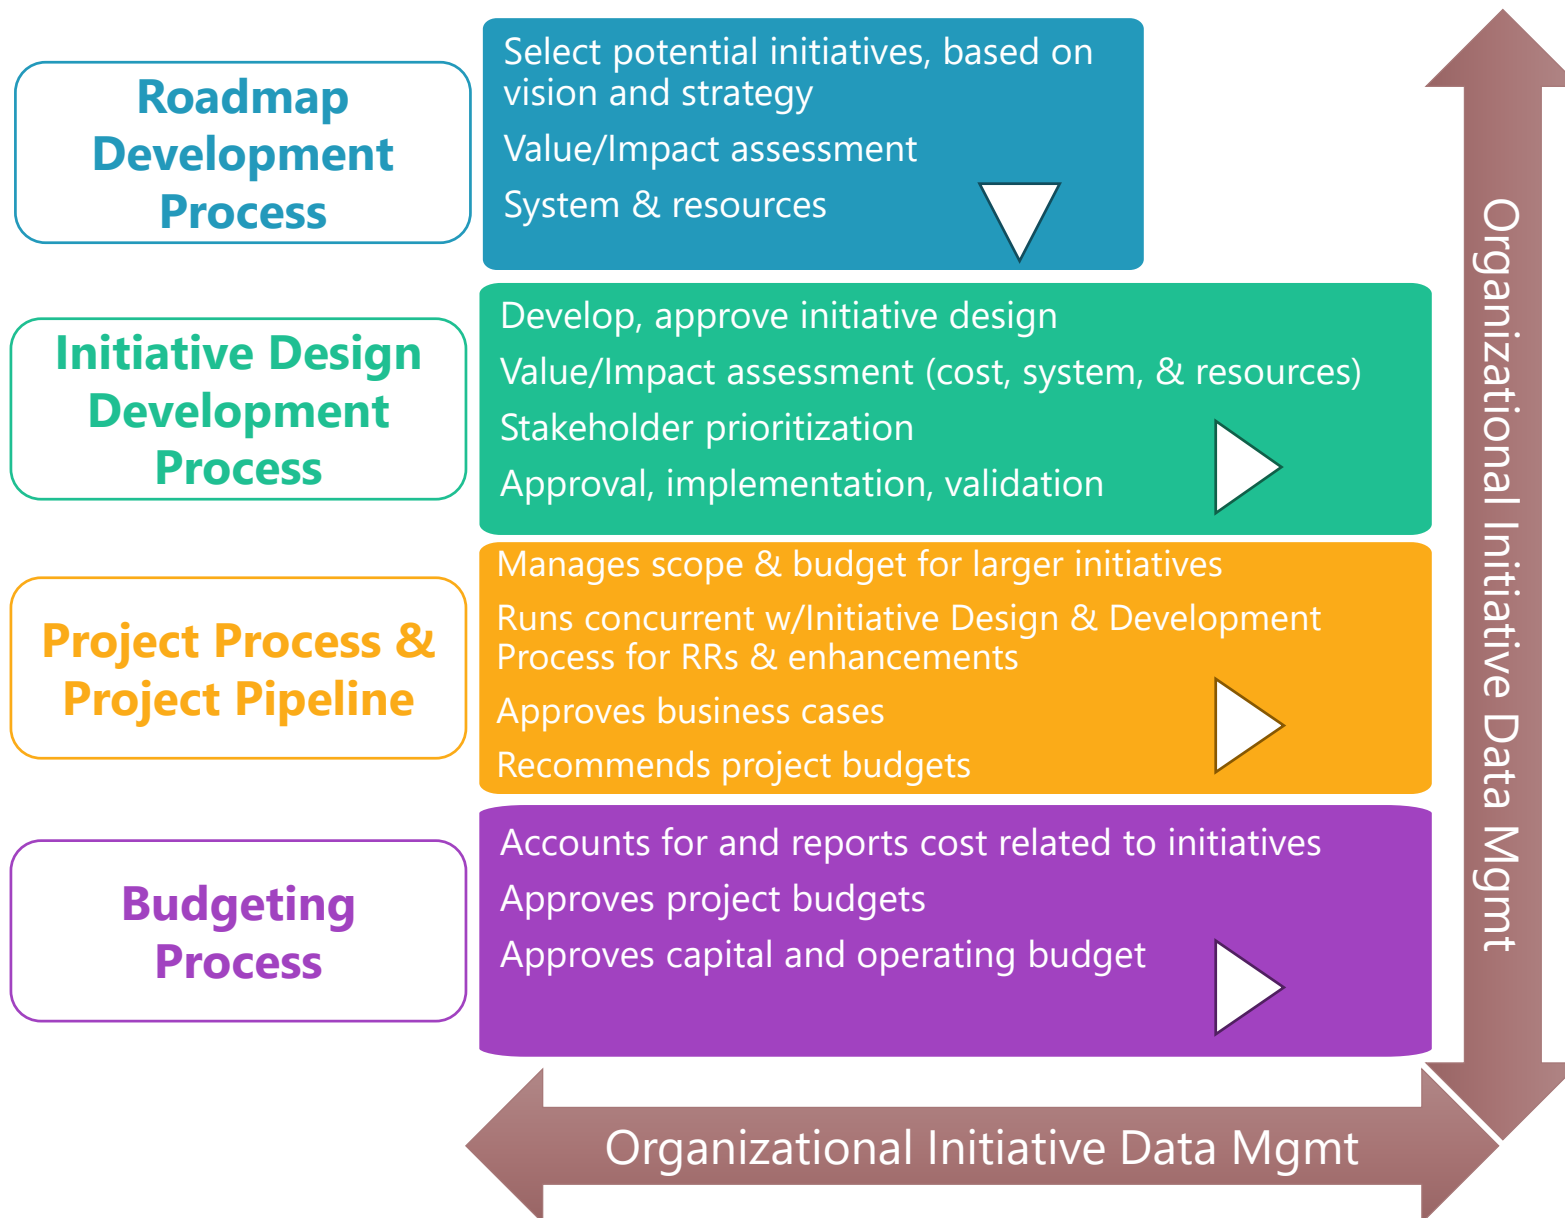 Roadmap
Development
Process
Select potential initiatives, based on
vision and strategy
Value/Impact assessment
System & resources
Initiative Design
Development
Process
Develop, approve initiative design
Value/Impact assessment (cost, system, & resources)
Stakeholder prioritization
Approval, implementation, validation
Project Process &
Project Pipeline
Manages scope & budget for larger initiatives
Runs concurrent w/Initiative Design & Development
Process for RRs & enhancements
Approves business cases
Recommends project budgets
Budgeting
Process
Accounts for and reports cost related to initiatives
Approves project budgets
Approves capital and operating budget
Organizational Initiative Data Mgmt
Organizational Initiative Data Mgmt